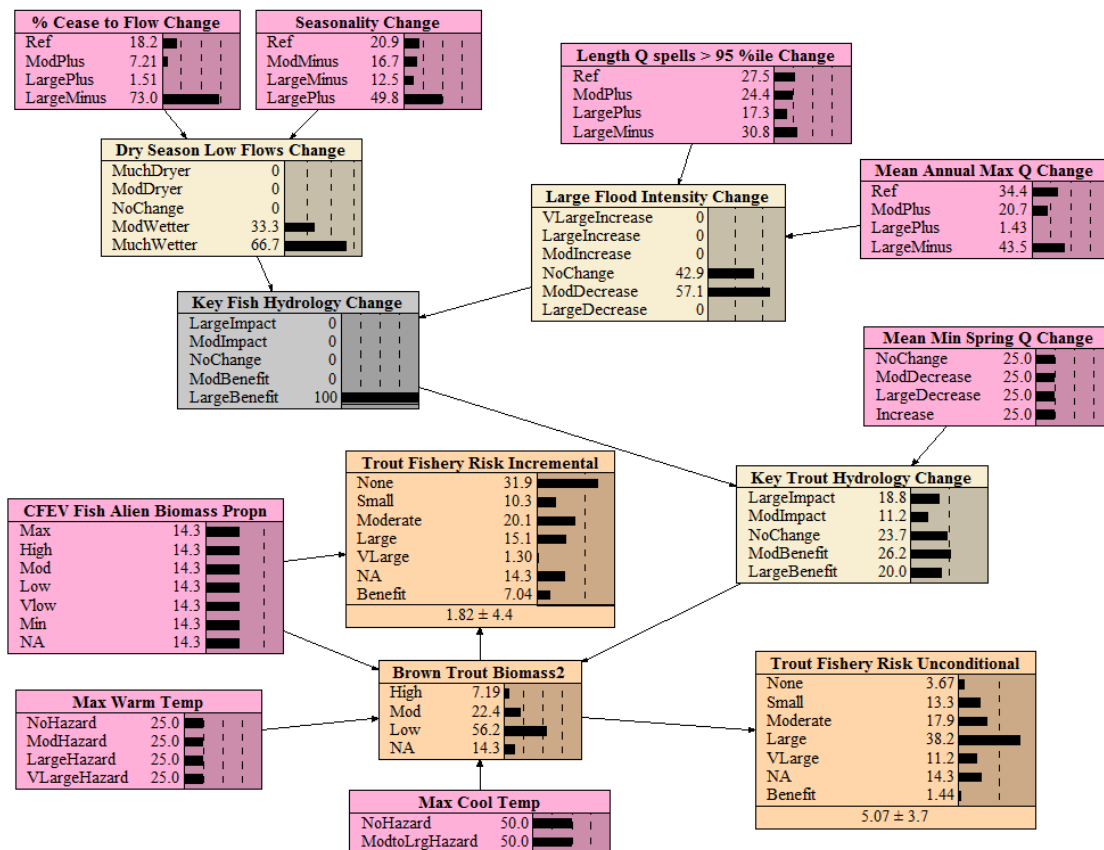 % Cease to Flow Change
Ref 18.2
ModPlus 7.21
LargePlus 1.51
LargeMinus 73.0
Seasonality Change
Ref 20.9
ModMinus 16.7
LargeMinus 12.5
LargePlus 49.8
Length Q spells > 95 %ile Change
Ref 27.5
ModPlus 24.4
LargePlus 17.3
LargeMinus 30.8
Dry Season Low Flows Change
MuchDryer 0
ModDryer 0
NoChange 0
ModWetter 33.3
MuchWetter 66.7
Large Flood Intensity Change
VLargeIncrease 0
LargeIncrease 0
ModIncrease 0
NoChange 42.9
ModDecrease 57.1
LargeDecrease 0
Mean Annual Max Q Change
Ref 34.4
ModPlus 20.7
LargePlus 1.43
LargeMinus 43.5
Key Fish Hydrology Change
LargeImpact 0
ModImpact 0
NoChange 0
ModBenefit 0
LargeBenefit 100
Mean Min Spring Q Change
NoChange 25.0
ModDecrease 25.0
LargeDecrease 25.0
Increase 25.0
Trout Fishery Risk Incremental
None 31.9
Small 10.3
Moderate 20.1
Large 15.1
VLarge 1.30
NA 14.3
Benefit 7.04
1.82 ± 4.4
Key Trout Hydrology Change
LargeImpact 18.8
ModImpact 11.2
NoChange 23.7
ModBenefit 26.2
LargeBenefit 20.0
CFEV Fish Alien Biomass Propn
Max 14.3
High 14.3
Mod 14.3
Low 14.3
Vlow 14.3
Min 14.3
NA 14.3
Brown Trout Biomass2
High 7.19
Mod 22.4
Low 56.2
NA 14.3
Trout Fishery Risk Unconditional
None 3.67
Small 13.3
Moderate 17.9
Large 38.2
VLarge 11.2
NA 14.3
Benefit 1.44
5.07 ± 3.7
Max Warm Temp
NoHazard 25.0
ModHazard 25.0
LargeHazard 25.0
VLargeHazard 25.0
Max Cool Temp
NoHazard 50.0
ModtoLrgHazard 50.0